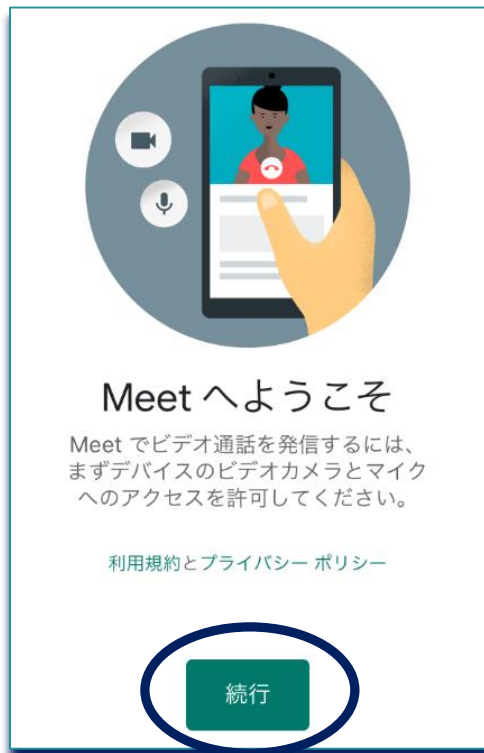 Meet へようこそ
Meet でビデオ通話を発信するには、
まずデバイスのビデオカメラとマイク
へのアクセスを許可してください。
利用規約とプライバシー ポリシー
続行